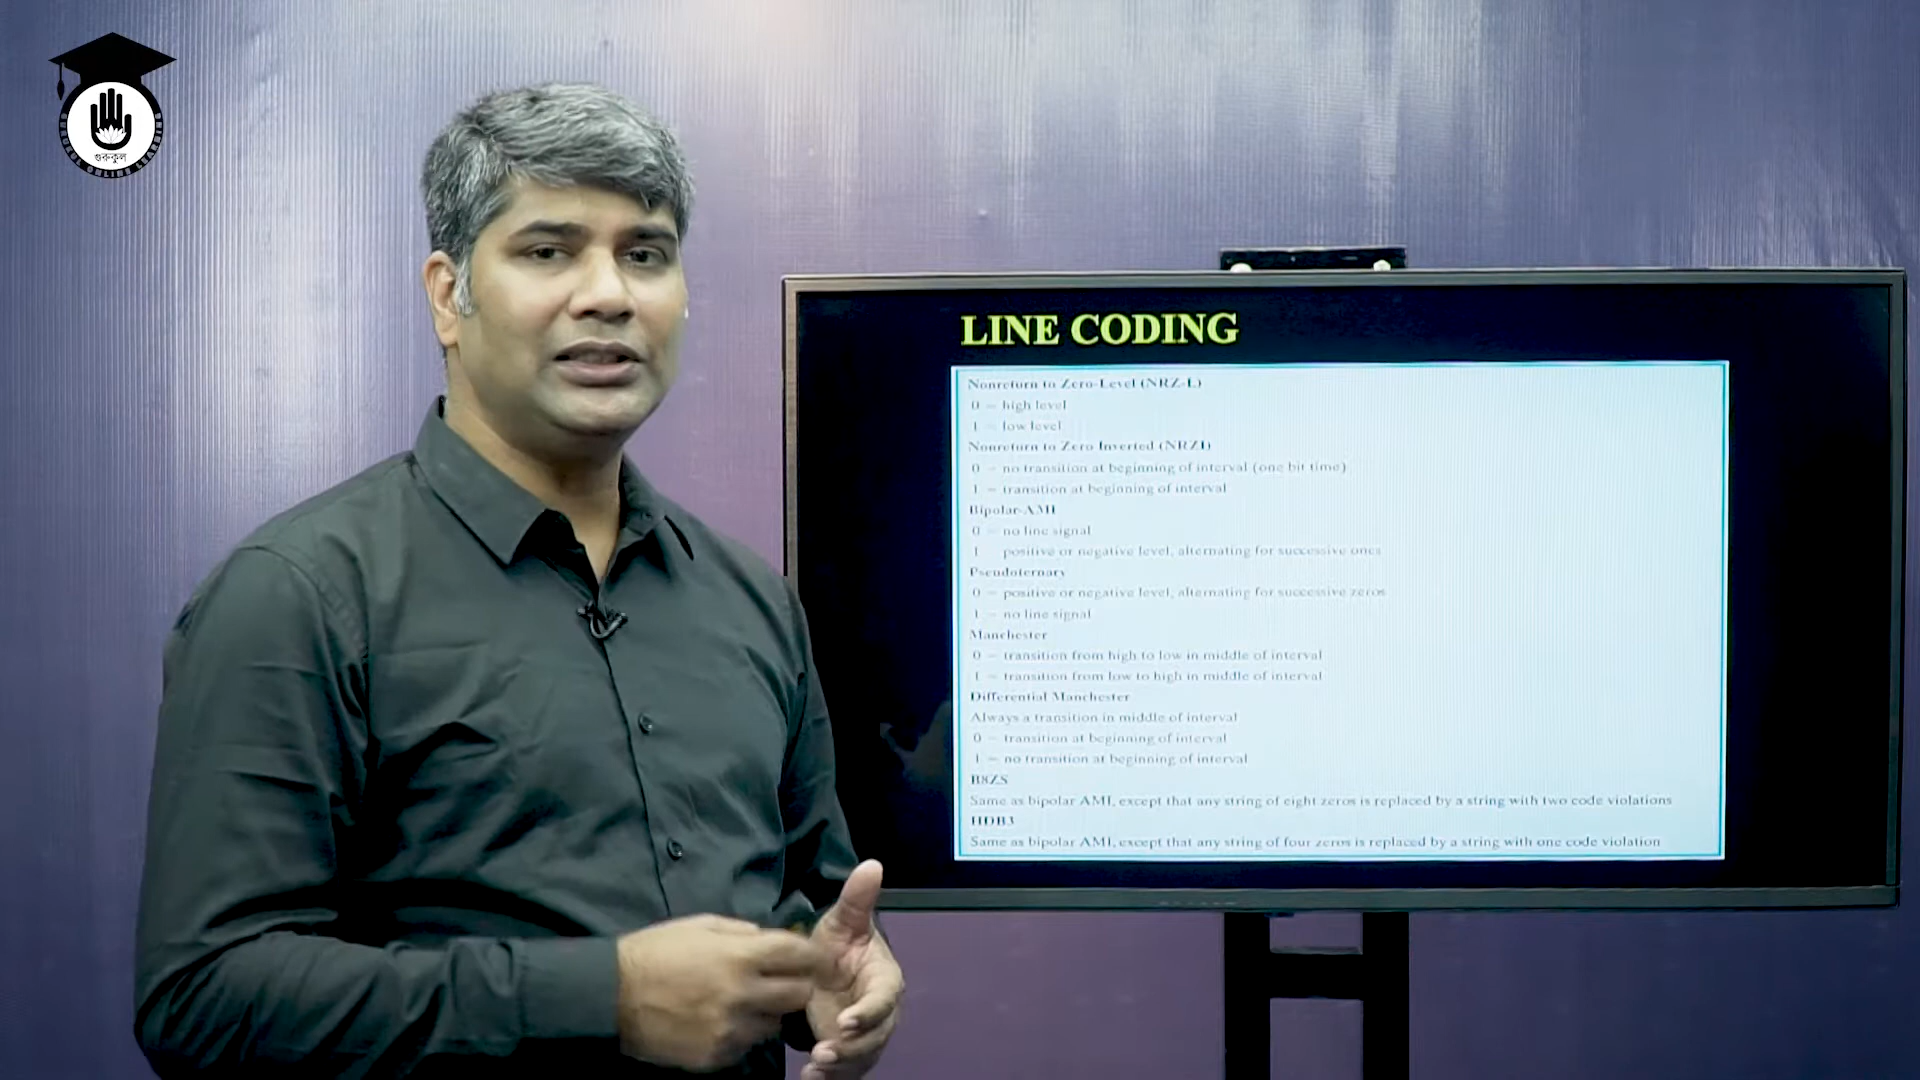 গুরুকুল
GURUKUL ONLINE LEARNING
LINE CODING
Nonreturn to Zero-Level (NRZ-L)
0 = high level
1 = low level
Nonreturn to Zero Inverted (NRZI)
0 = no transition at beginning of interval (one bit time)
1 = transition at beginning of interval
Bipolar-AMI
0 = no line signal
1 positive or negative level, alternating for successive ones
Pseudoternary
0 = positive or negative level, alternating for successive zeros
1 = no line signal
Manchester
0 = transition from high to low in middle of interval
1 = transition from low to high in middle of interval
Differential Manchester
Always a transition in middle of interval
0 = transition at beginning of interval
1 = no transition at beginning of interval
B8ZS
Same as bipolar AMI, except that any string of eight zeros is replaced by a string with two code violations
HDB3
Same as bipolar AMI, except that any string of four zeros is replaced by a string with one code violation